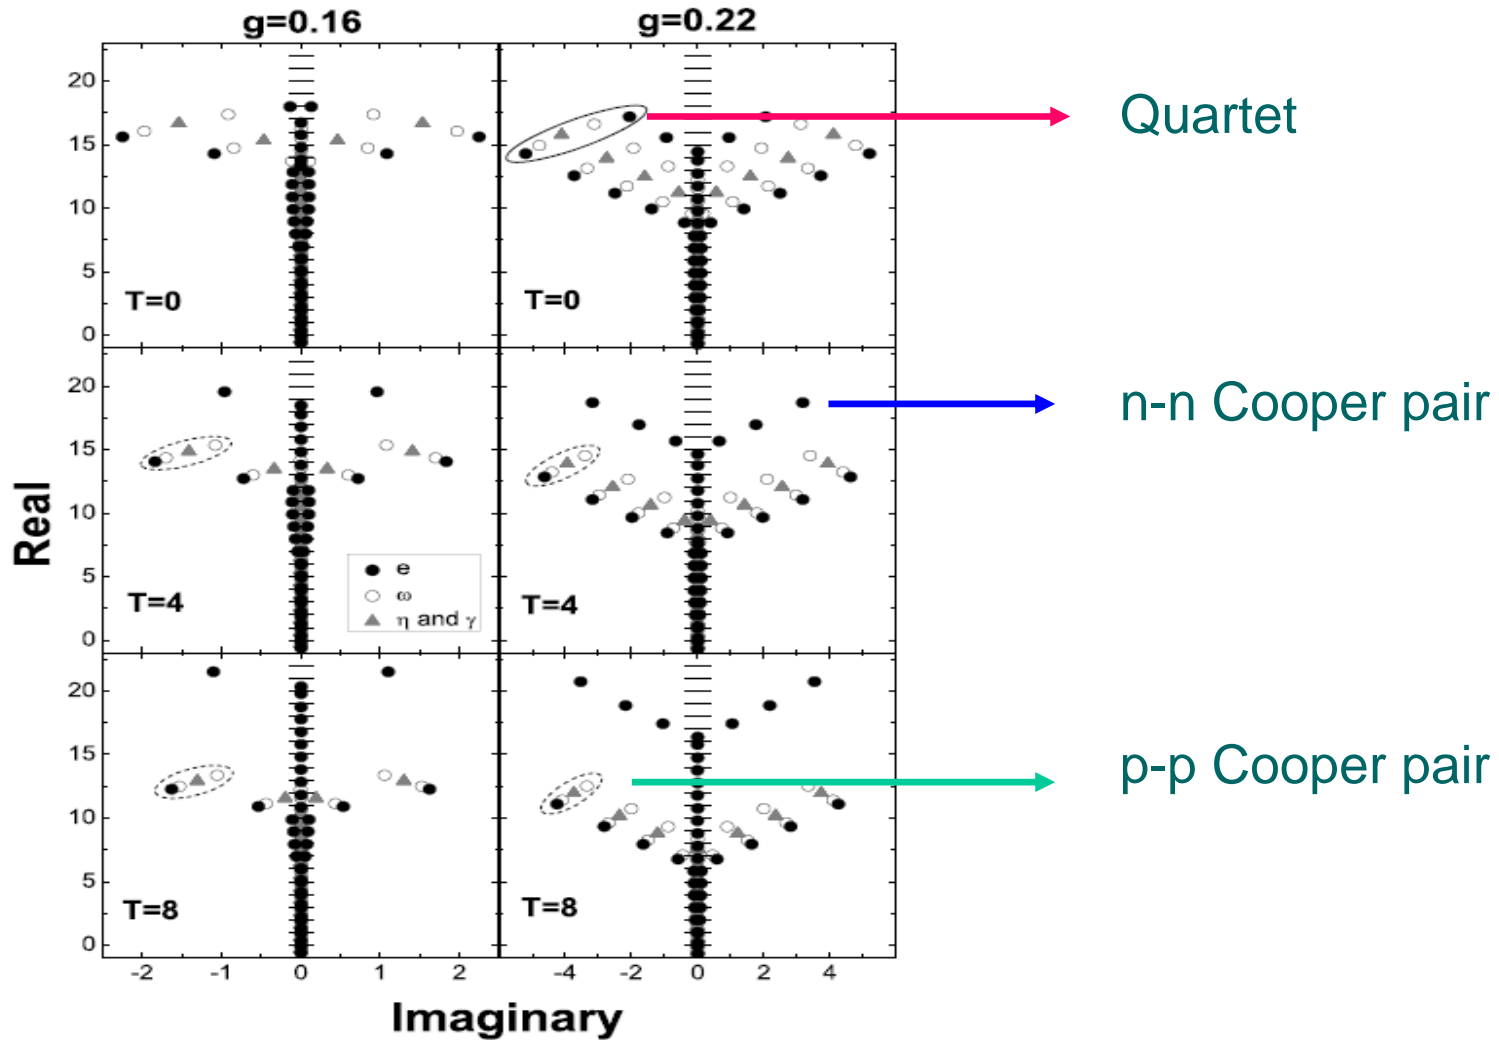 g=0.16
g=0.22
20
15
10
5
0
T=0
T=0
Quartet
20
15
10
5
0
T=4
e
ω
η and γ
T=4
n-n Cooper pair
20
15
10
5
0
T=8
T=8
p-p Cooper pair
-2 -1 0 1 2
-4 -2 0 2 4
Real
Imaginary